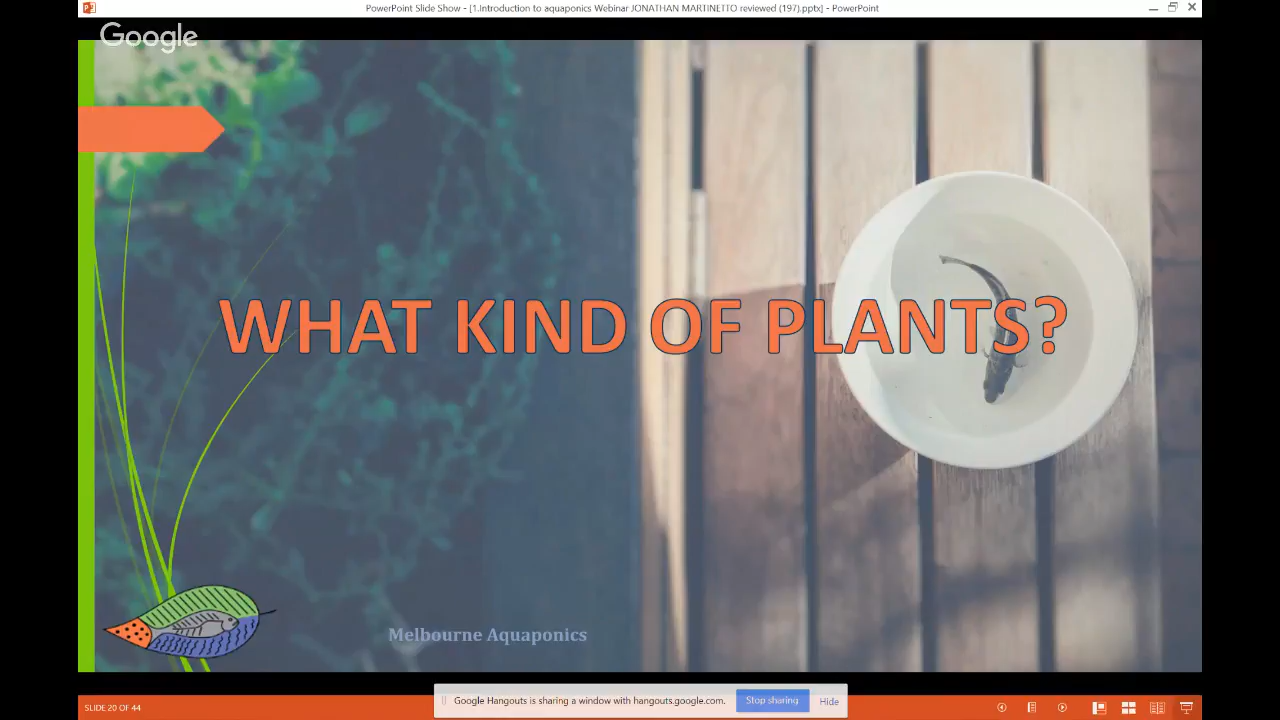 PowerPoint Slide Show - [1.Introduction to aquaponics Webinar JONATHAN MARTINETTO reviewed (197).pptx] - PowerPoint
Google
WHAT KIND OF PLANTS?
Melbourne Aquaponics
Google Hangouts is sharing a window with hangouts.google.com.
Stop sharing
Hide
SLIDE 20 OF 44